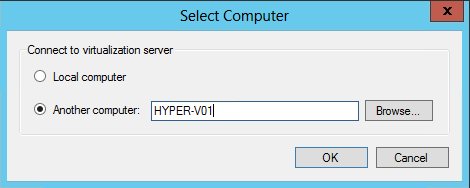 Select Computer
x
Connect to virtualization server
Local computer
Another computer: HYPER-V01 Browse...
OK Cancel